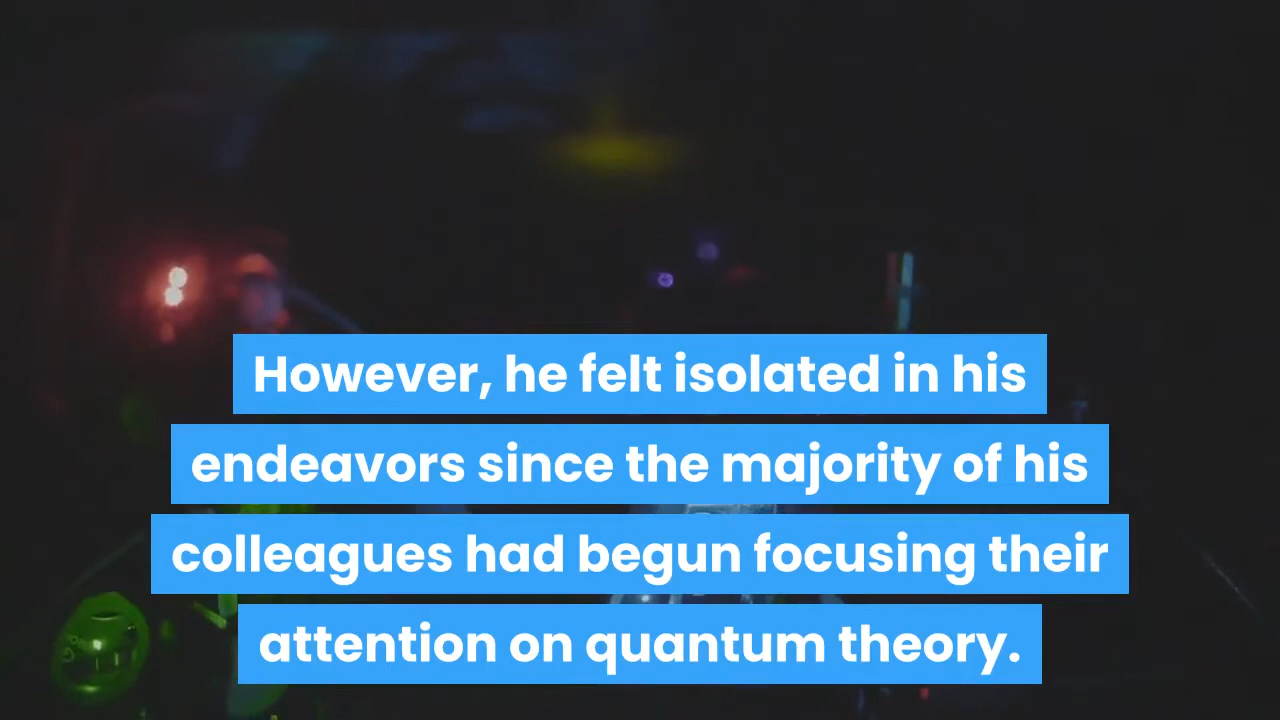 However, he felt isolated in his
endeavors since the majority of his
colleagues had begun focusing their
attention on quantum theory.